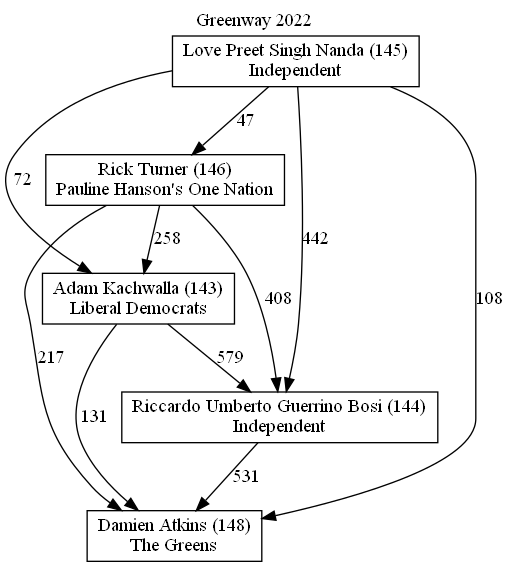 Greenway 2022
Love Preet Singh Nanda (145)
Independent
47
72
Rick Turner (146)
Pauline Hanson's One Nation
258
442
Adam Kachwalla (143)
Liberal Democrats
408
108
217
579
131
Riccardo Umberto Guerrino Bosi (144)
Independent
531
Damien Atkins (148)
The Greens